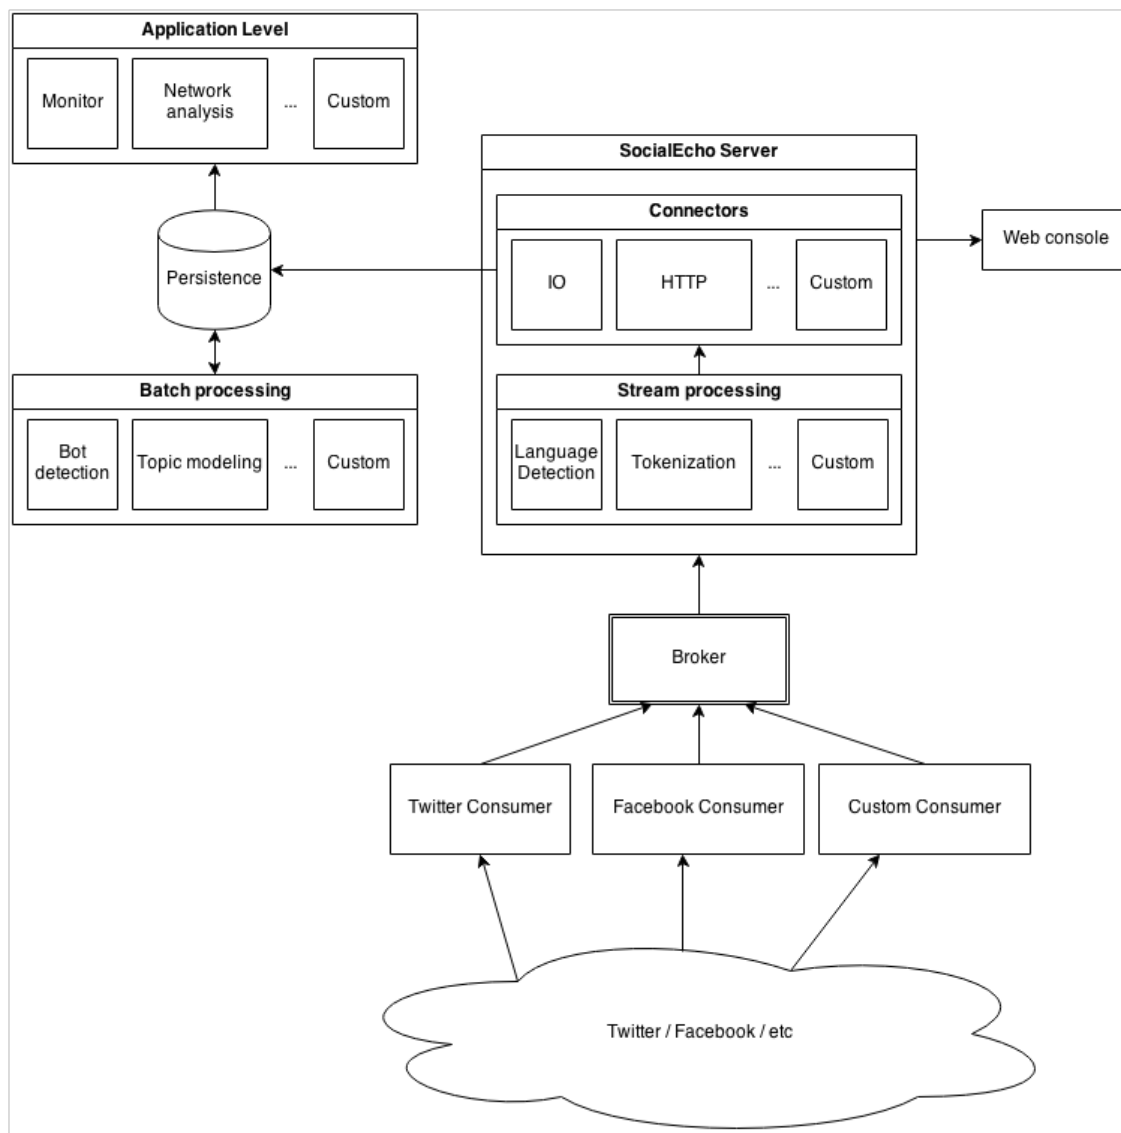 Application Level
Monitor
Network
analysis
...
Custom
SocialEcho Server
Connectors
IO
HTTP
...
Custom
Web console
Persistence
Batch processing
Bot
detection
Topic modeling
...
Custom
Stream processing
Language
Detection
Tokenization
...
Custom
Broker
Twitter Consumer
Facebook Consumer
Custom Consumer
Twitter / Facebook / etc